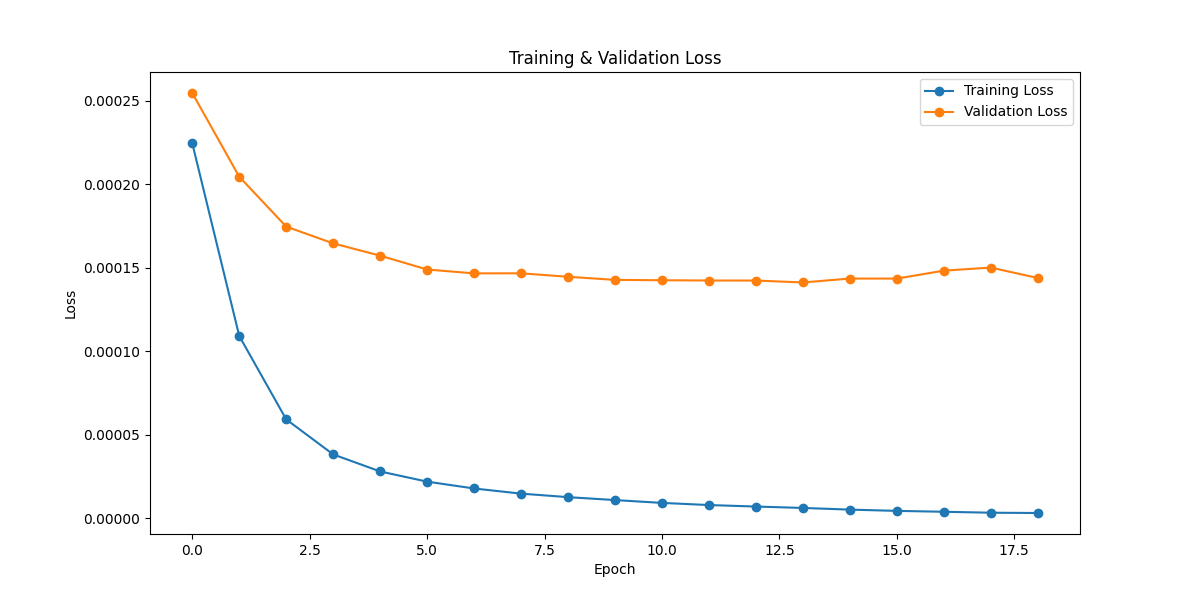 Training & Validation Loss
Training Loss
Validation Loss
0.00025
0.00020
0.00015
0.00010
0.00005
0.00000
Loss
0.0 2.5 5.0 7.5 10.0 12.5 15.0 17.5
Epoch